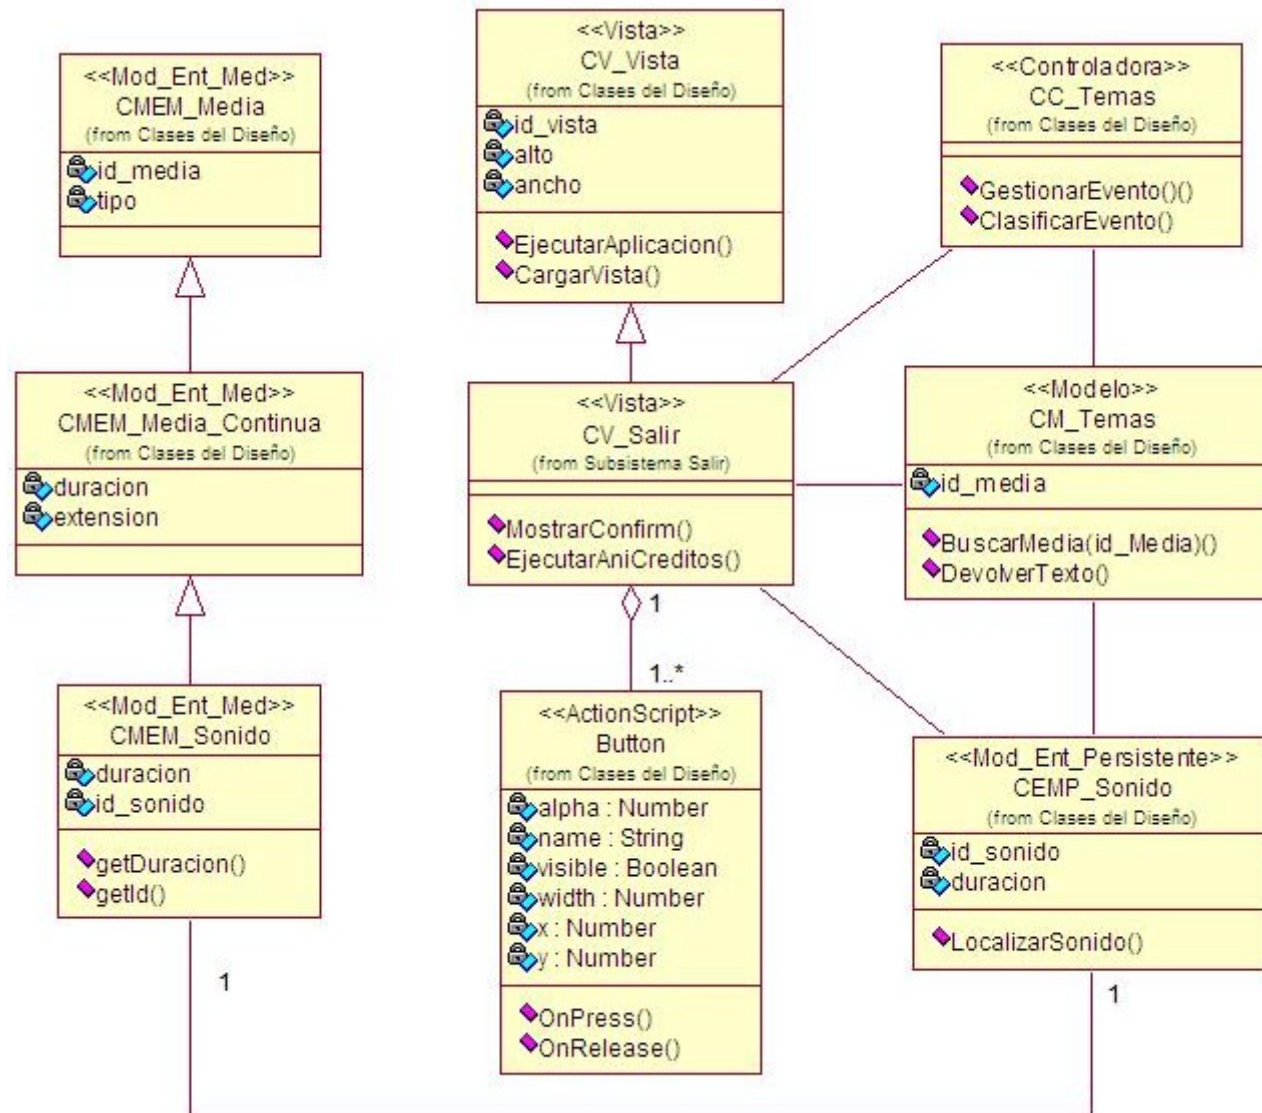 <<Mod_Ent_Med>>
CMEM_Media
(from Clases del Diseño)
id_media
tipo
<<Vista>>
CV_Vista
(from Clases del Diseño)
id_vista
alto
ancho
EjecutarAplicacion()
CargarVista()
<<Controladora>>
CC_Temas
(from Clases del Diseño)
GestionarEvento()()
ClasificarEvento()
<<Mod_Ent_Med>>
CMEM_Media_Continua
(from Clases del Diseño)
duracion
extension
<<Vista>>
CV_Salir
(from Subsistema Salir)
MostrarConfirm()
EjecutarAniCreditos()
<<Modelo>>
CM_Temas
(from Clases del Diseño)
id_media
BuscarMedia(id_Media)()
DevolverTexto()
1
1..*
<<Mod_Ent_Med>>
CMEM_Sonido
duracion
id_sonido
getDuracion()
getId()
1
<<ActionScript>>
Button
(from Clases del Diseño)
alpha : Number
name : String
visible : Boolean
width : Number
x : Number
y : Number
OnPress()
OnRelease()
<<Mod_Ent_Persistente>>
CEMP_Sonido
(from Clases del Diseño)
id_sonido
duracion
LocalizarSonido()
1